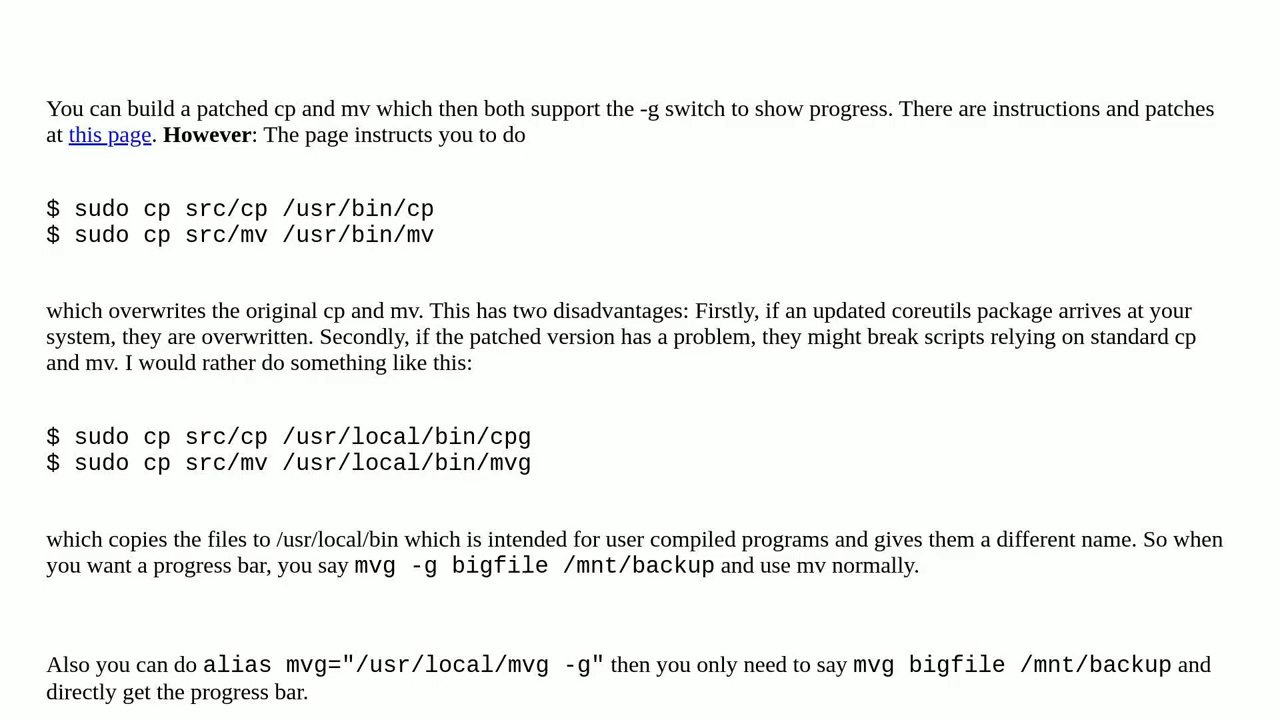 You can build a patched cp and mv which then both support the -g switch to show progress. There are instructions and patches
at this page. However: The page instructs you to do
$ sudo cp src/cp /usr/bin/cp
$ sudo cp src/mv /usr/bin/mv
which overwrites the original cp and mv. This has two disadvantages: Firstly, if an updated coreutils package arrives at your
system, they are overwritten. Secondly, if the patched version has a problem, they might break scripts relying on standard cp
and mv. I would rather do something like this:
$ sudo cp src/cp /usr/local/bin/cpg
$ sudo cp src/mv /usr/local/bin/mvg
which copies the files to /usr/local/bin which is intended for user compiled programs and gives them a different name. So when
you want a progress bar, you say mvg -g bigfile /mnt/backup and use mv normally.
Also you can do alias mvg="/usr/local/mvg -g" then you only need to say mvg bigfile /mnt/backup and
directly get the progress bar.